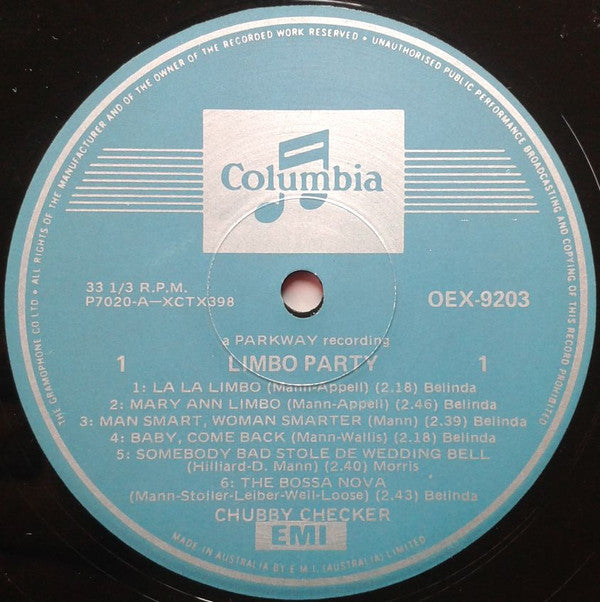 THE GRAMOPHONE CO LTD • ALL RIGHTS OF THE MANUFACTURER AND OF THE OWNER OF THE RECORDED WORK RESERVED • UNAUTHORISED PUBLIC PERFORMANCE BROADCASTING AND COPYING OF THIS RECORD PROHIBITED
Columbia
33 1/3 R.P.M.
P7020-A—XCTX398
OEX-9203
a PARKWAY recording
1 LIMBO PARTY 1
1: LA LA LIMBO (Mann-Appell) (2.18) Belinda
2: MARY ANN LIMBO (Mann-Appell) (2.46) Belinda
3: MAN SMART, WOMAN SMARTER (Mann) (2.39) Belinda
4: BABY, COME BACK (Mann-Wallis) (2.18) Belinda
5: SOMEBODY BAD STOLE DE WEDDING BELL
(Hilliard-D. Mann) (2.40) Morris
6: THE BOSSA NOVA
(Mann-Stoller-Leiber-Weil-Loose) (2.43) Belinda
CHUBBY CHECKER
EMI
MADE IN AUSTRALIA BY E M I. (AUSTRALIA) LIMITED